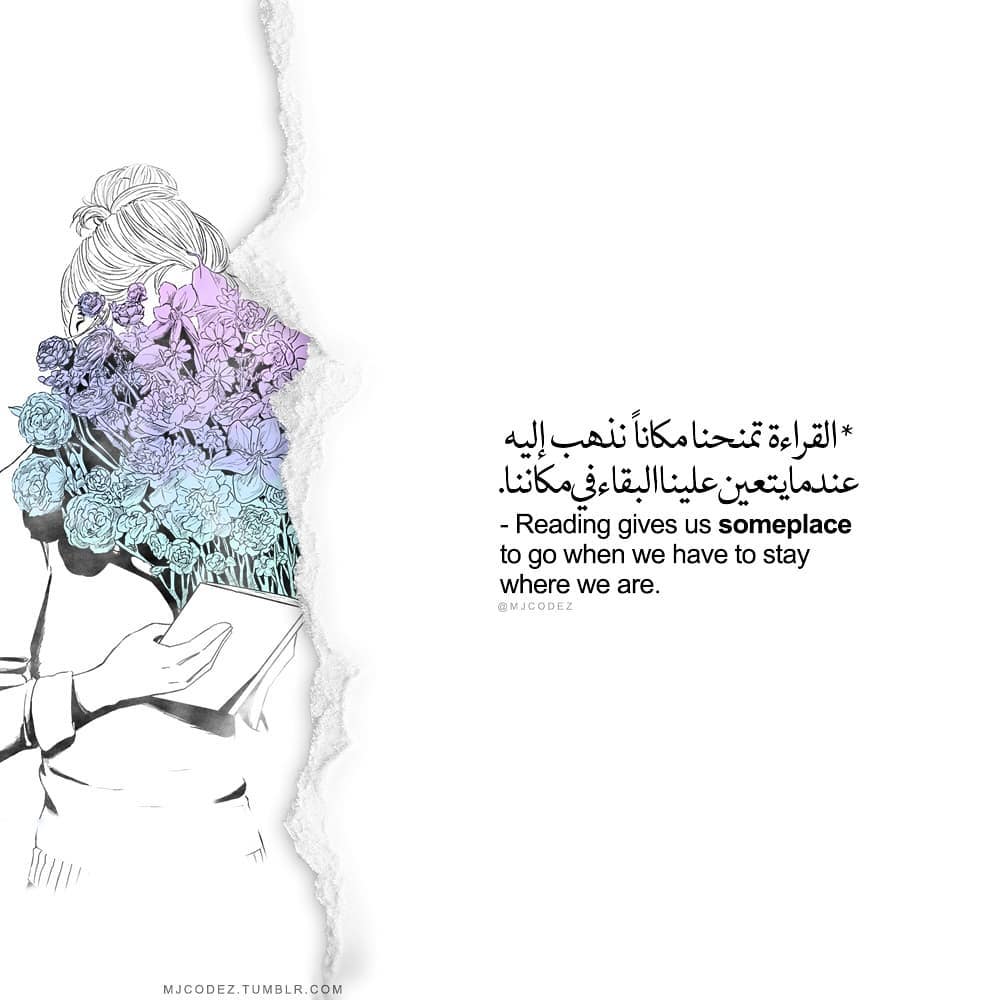 *القراءة تمنحنا مكاناً نذهب إليه
عندما يتعين علينا البقاء في مكاننا.
- Reading gives us someplace
to go when we have to stay
where we are.
@MJCODEZ
MJCODEZ.TUMBLR.COM